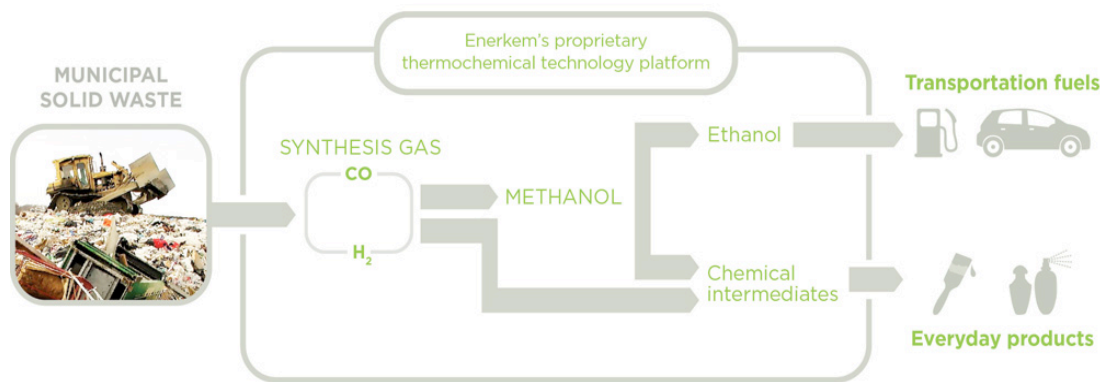 Enerkem's proprietary
thermochemical technology platform
MUNICIPAL
SOLID WASTE
SYNTHESIS GAS
CO
H₂
METHANOL
Ethanol
Chemical
intermediates
Transportation fuels
Everyday products